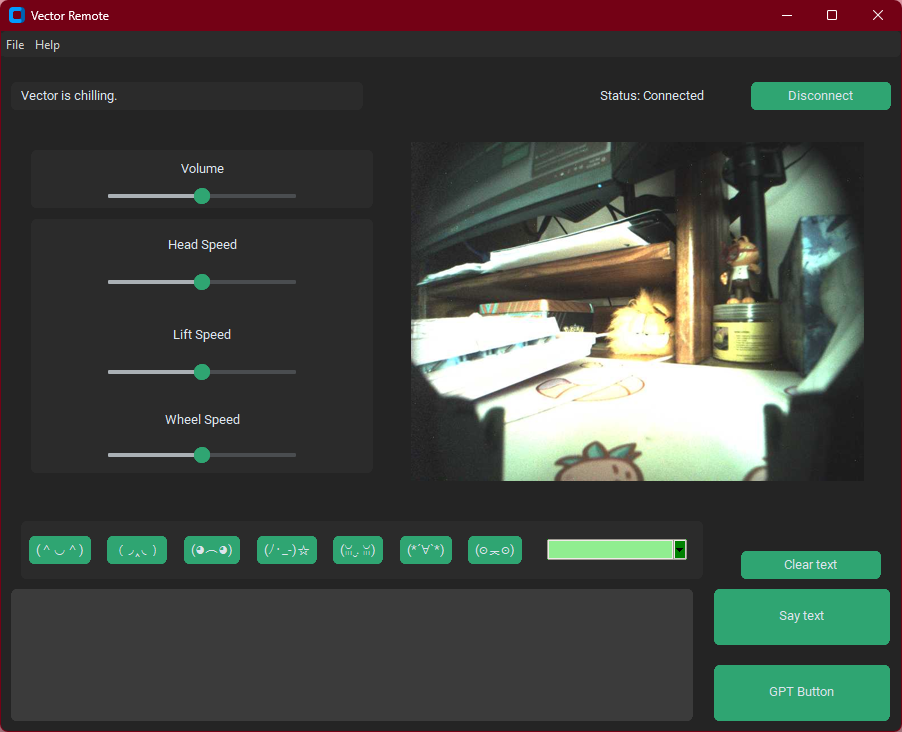 Vector Remote
File Help
Vector is chilling.
Status: Connected
Disconnect
Volume
Head Speed
Lift Speed
Wheel Speed
(^◡^)
(◞‸◟)
(◕︵◕)
(/･_-)☆
(*ˊ∀ˋ*)
(⊙︿⊙)
Clear text
Say text
GPT Button